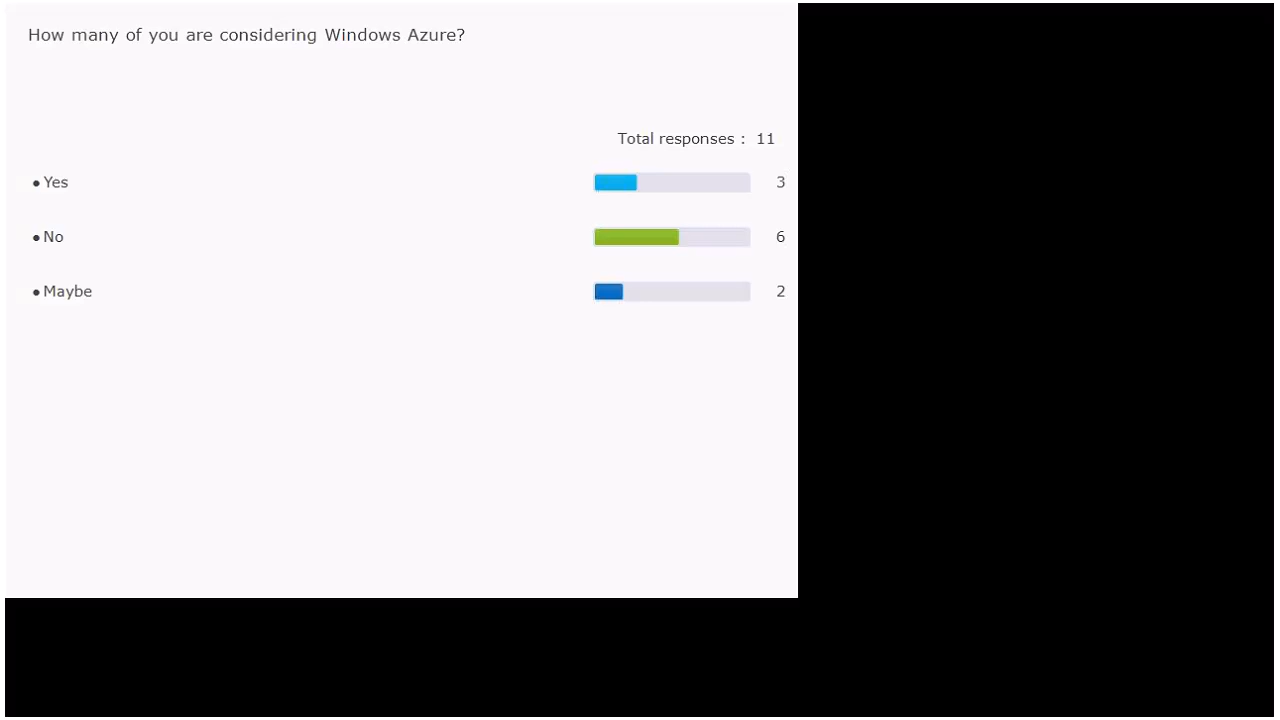 How many of you are considering Windows Azure?
Total responses : 11
● Yes 3
● No 6
● Maybe 2